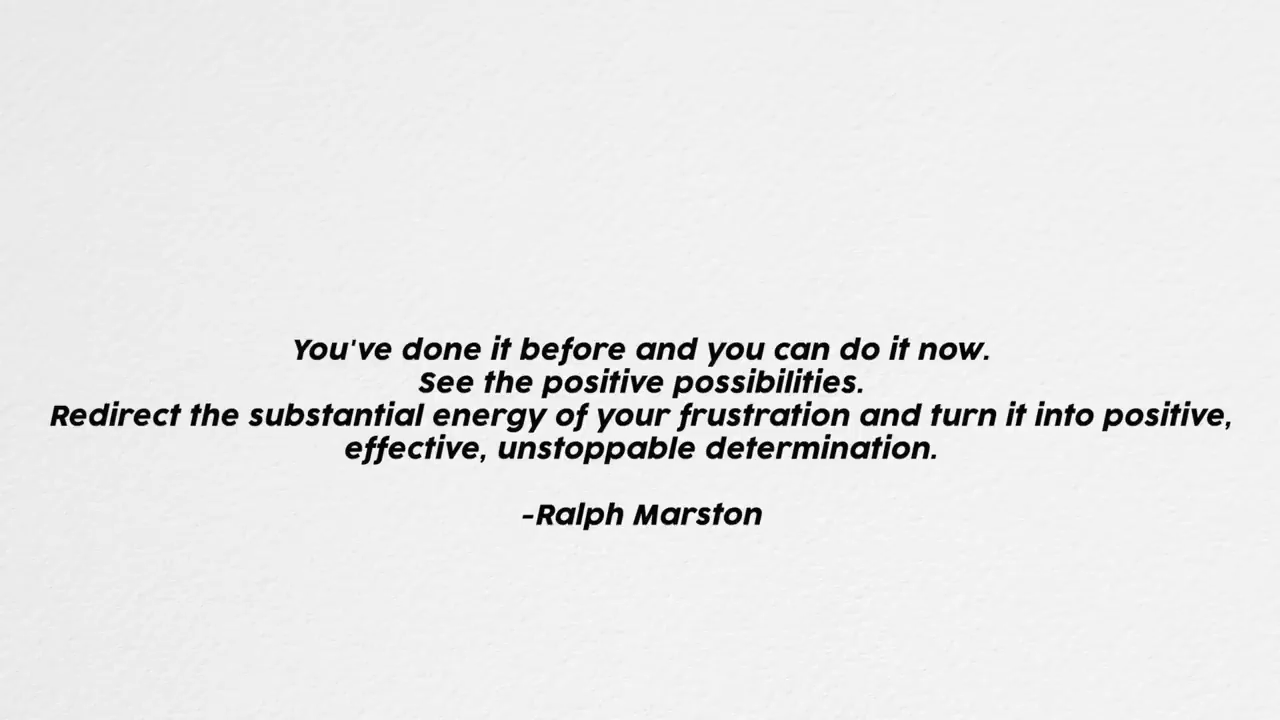 You've done it before and you can do it now.
See the positive possibilities.
Redirect the substantial energy of your frustration and turn it into positive,
effective, unstoppable determination.
-Ralph Marston